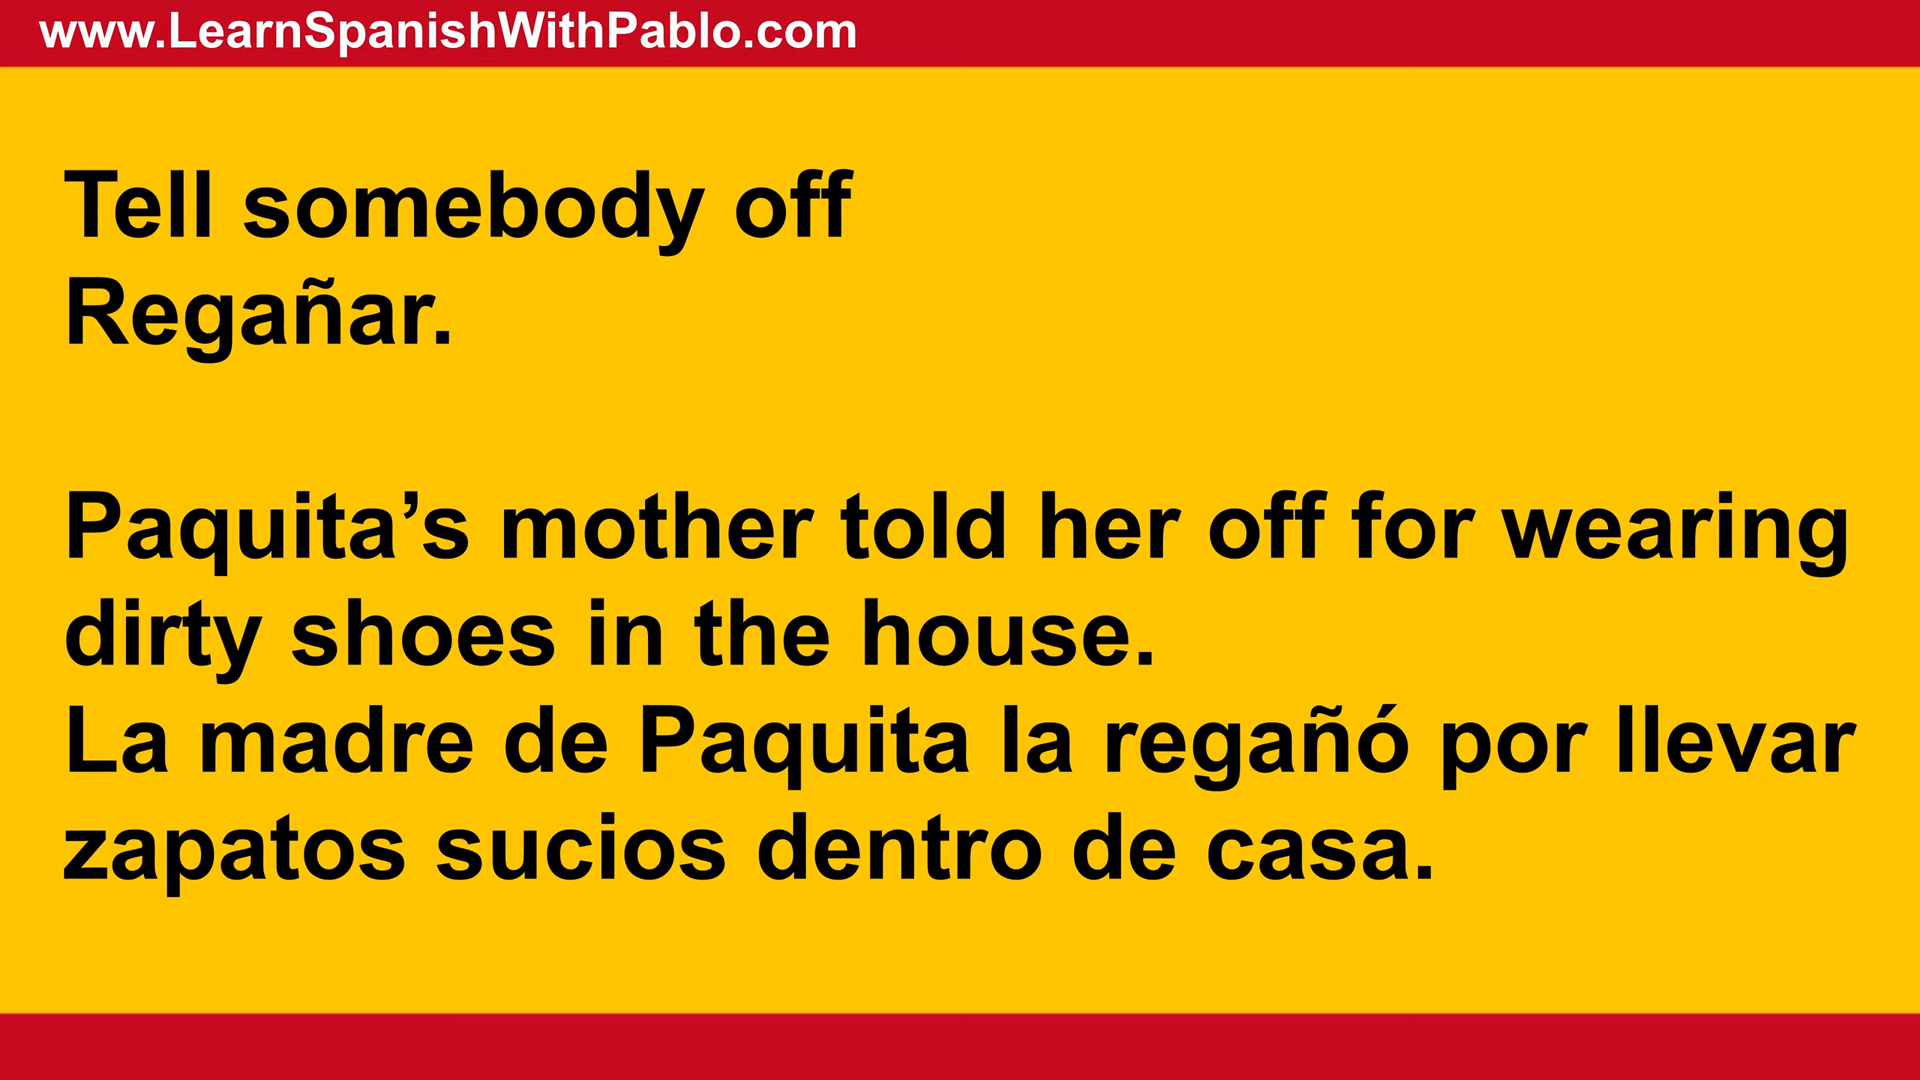 www.LearnSpanishWithPablo.com
Tell somebody off
Regañar.
Paquita’s mother told her off for wearing
dirty shoes in the house.
La madre de Paquita la regañó por llevar
zapatos sucios dentro de casa.